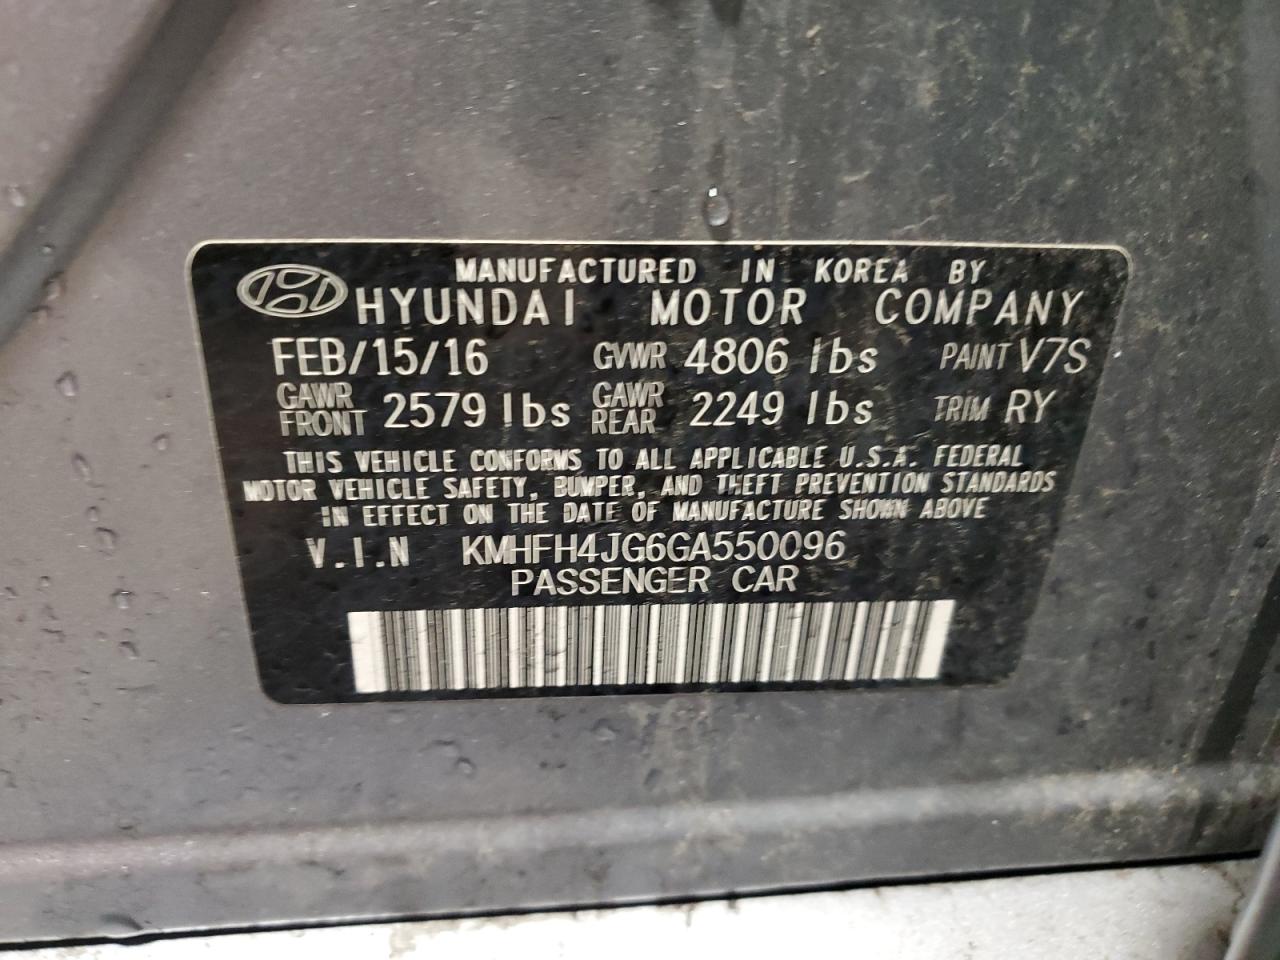 MANUFACTURED IN KOREA BY
HYUNDAI MOTOR COMPANY
FEB/15/16 GVWR 4806 lbs PAINT V7S
GAWR FRONT 2579 lbs GAWR REAR 2249 lbs TRIM RY
THIS VEHICLE CONFORMS TO ALL APPLICABLE U.S.A. FEDERAL
MOTOR VEHICLE SAFETY, BUMPER, AND THEFT PREVENTION STANDARDS
IN EFFECT ON THE DATE OF MANUFACTURE SHOWN ABOVE
V.I.N KMHFH4JG6GA550096
PASSENGER CAR